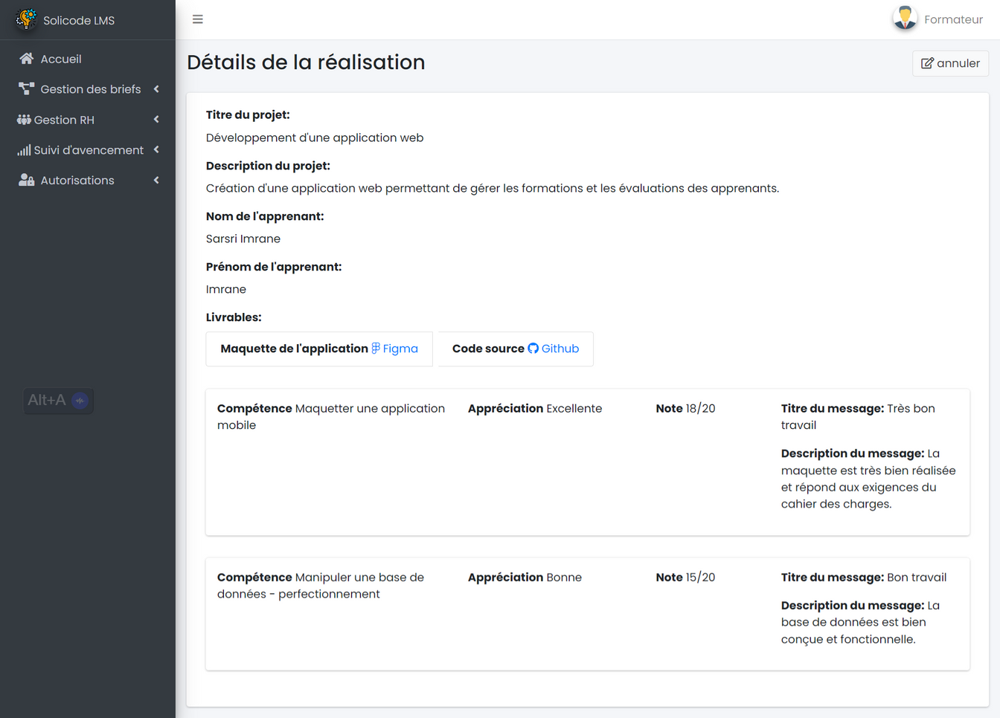 Solicode LMS
Formateur
Accueil
Gestion des briefs
Gestion RH
Suivi d'avencement
Autorisations
Alt+A
Détails de la réalisation
annuler
Titre du projet:
Développement d'une application web
Description du projet:
Création d'une application web permettant de gérer les formations et les évaluations des apprenants.
Nom de l'apprenant:
Sarsri Imrane
Prénom de l'apprenant:
Imrane
Livrables:
Maquette de l'application Figma
Code source Github
Compétence Maquetter une application
mobile
Appréciation Excellente
Note 18/20
Titre du message: Très bon
travail
Description du message: La
maquette est très bien réalisée
et répond aux exigences du
cahier des charges.
Compétence Manipuler une base de
données - perfectionnement
Appréciation Bonne
Note 15/20
Titre du message: Bon travail
Description du message: La
base de données est bien
conçue et fonctionnelle.